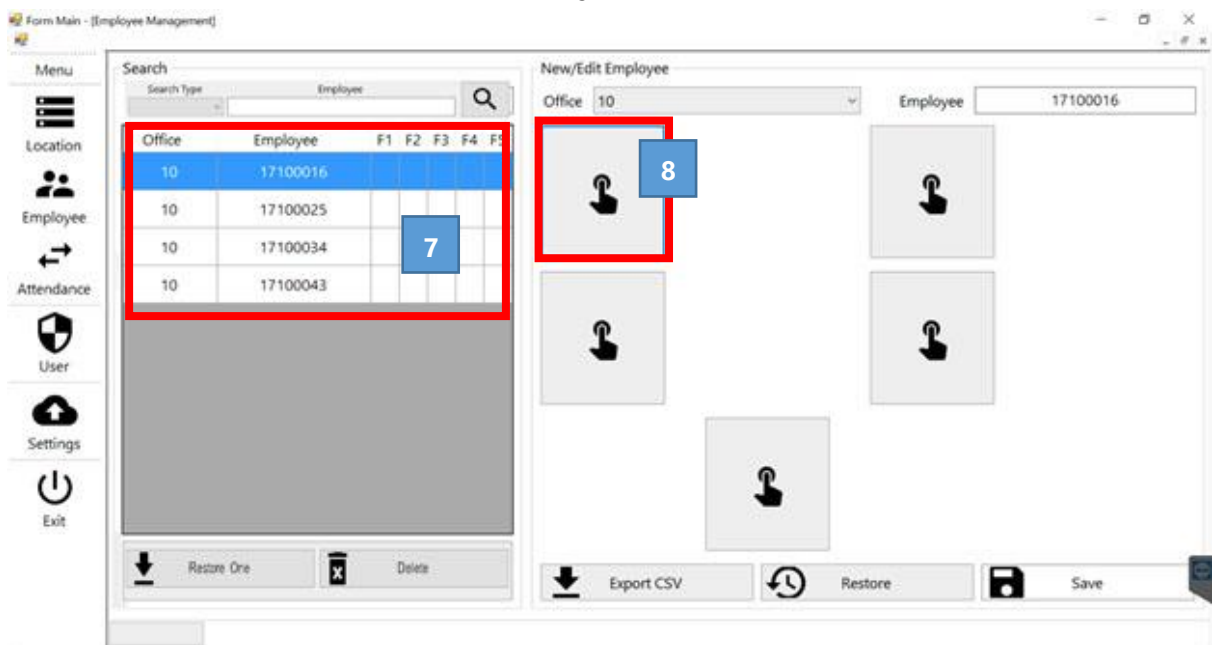 Form Main - [Employee Management]
Menu
Location
Employee
Attendance
User
Settings
Exit
Search
Search Type Employee
Office Employee F1 F2 F3 F4 F5
10 17100016
10 17100025
10 17100034
10 17100043
7
Restore One Delete
New/Edit Employee
Office 10 Employee 17100016
8
Export CSV Restore Save